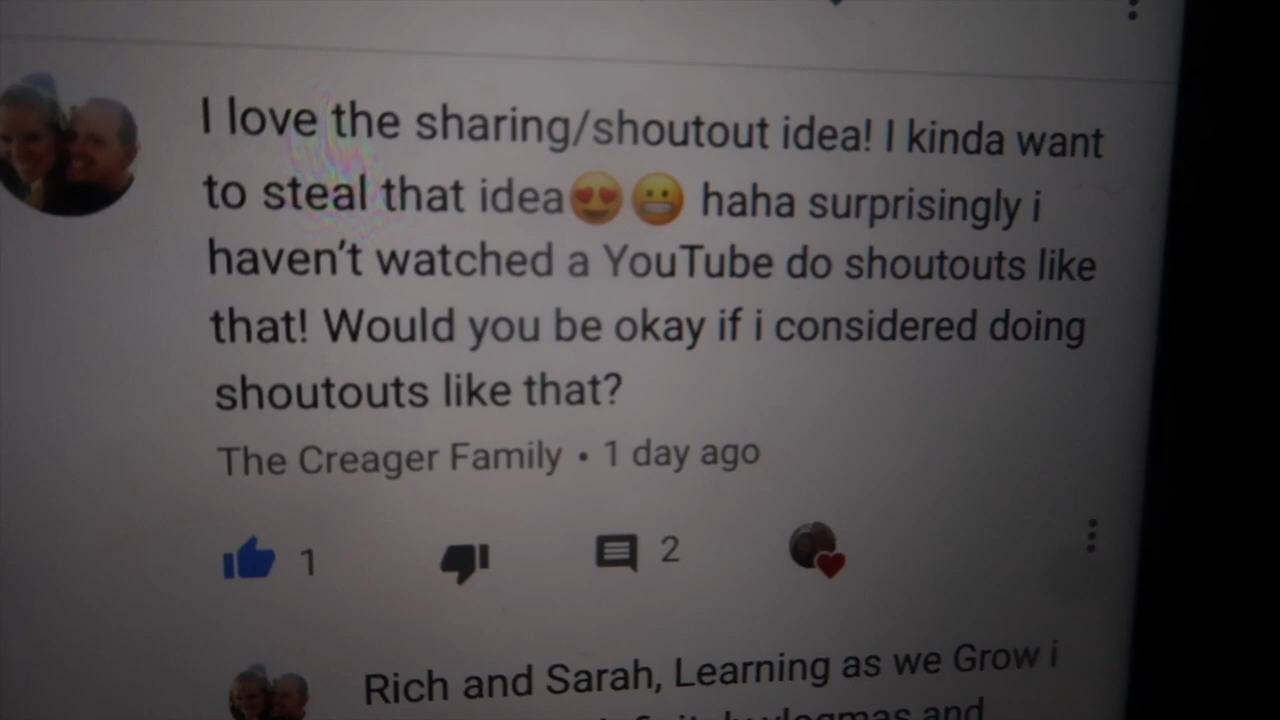 I love the sharing/shoutout idea! I kinda want
to steal that idea😍😬 haha surprisingly i
haven't watched a YouTube do shoutouts like
that! Would you be okay if i considered doing
shoutouts like that?
The Creager Family • 1 day ago
1 2
Rich and Sarah, Learning as we Grow i
vlogmas and